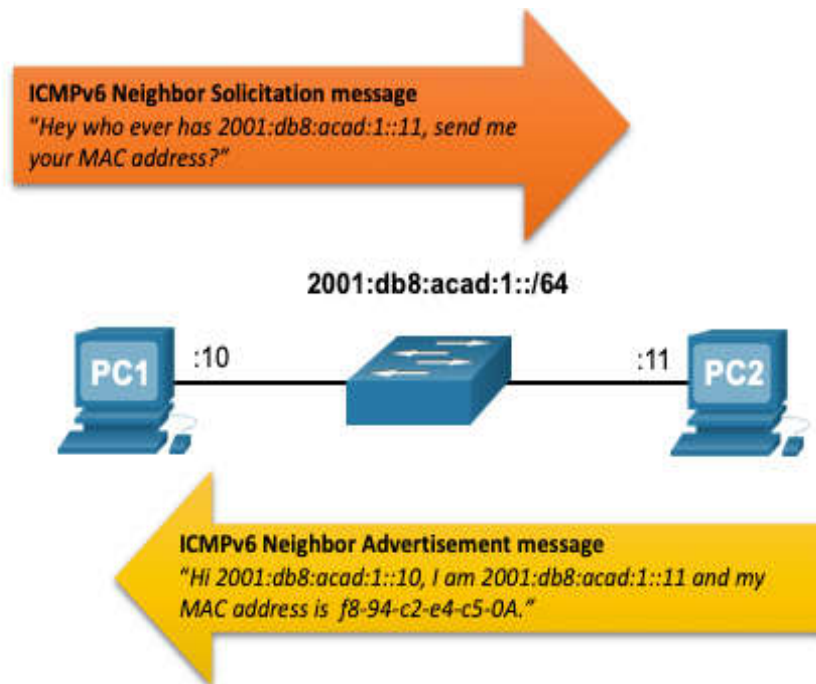 ICMPv6 Neighbor Solicitation message
"Hey who ever has 2001:db8:acad:1::11, send me
your MAC address?"
2001:db8:acad:1::/64
PC1
:10
:11
PC2
ICMPv6 Neighbor Advertisement message
"Hi 2001:db8:acad:1::10, I am 2001:db8:acad:1::11 and my
MAC address is f8-94-c2-e4-c5-0A."